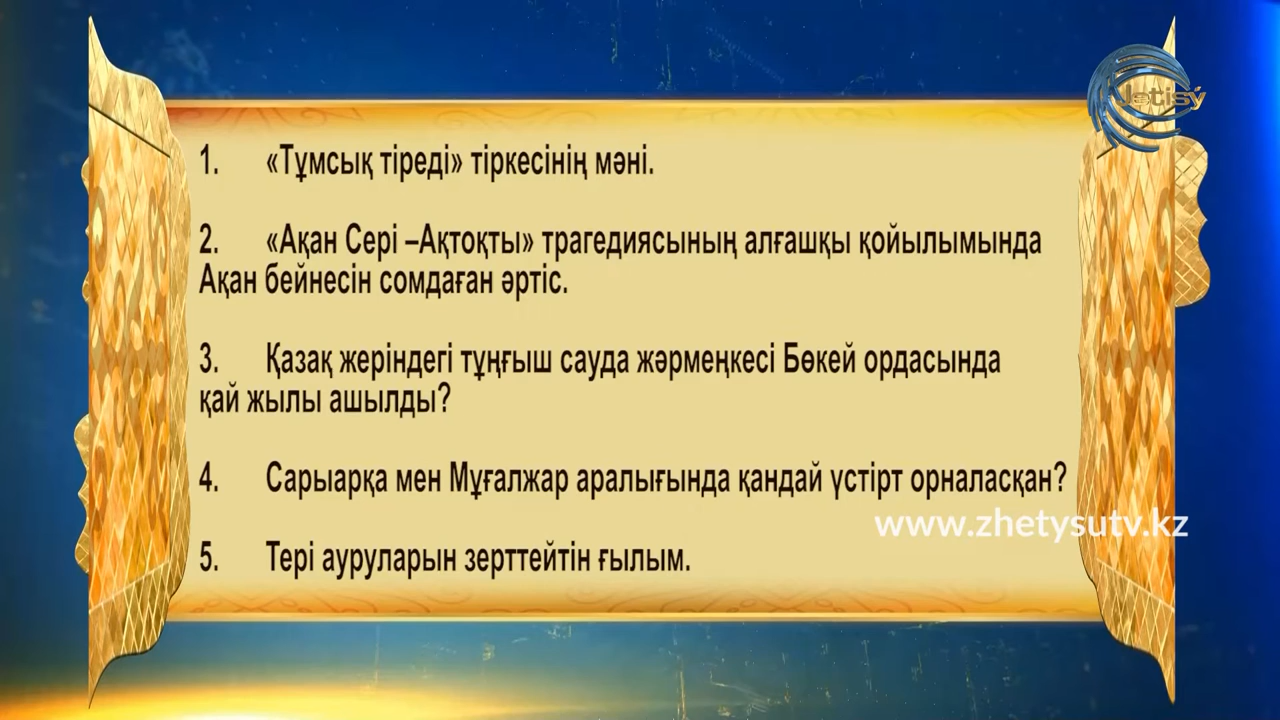 Jetisý
1. «Тұмсық тіреді» тіркесінің мәні.
2. «Ақан Сері –Ақтоқты» трагедиясының алғашқы қойылымында
Ақан бейнесін сомдаған әртіс.
3. Қазақ жеріндегі тұңғыш сауда жәрмеңкесі Бөкей ордасында
қай жылы ашылды?
4. Сарыарқа мен Мұғалжар аралығында қандай үстірт орналасқан?
www.zhetysutv.kz
5. Тері ауруларын зерттейтін ғылым.